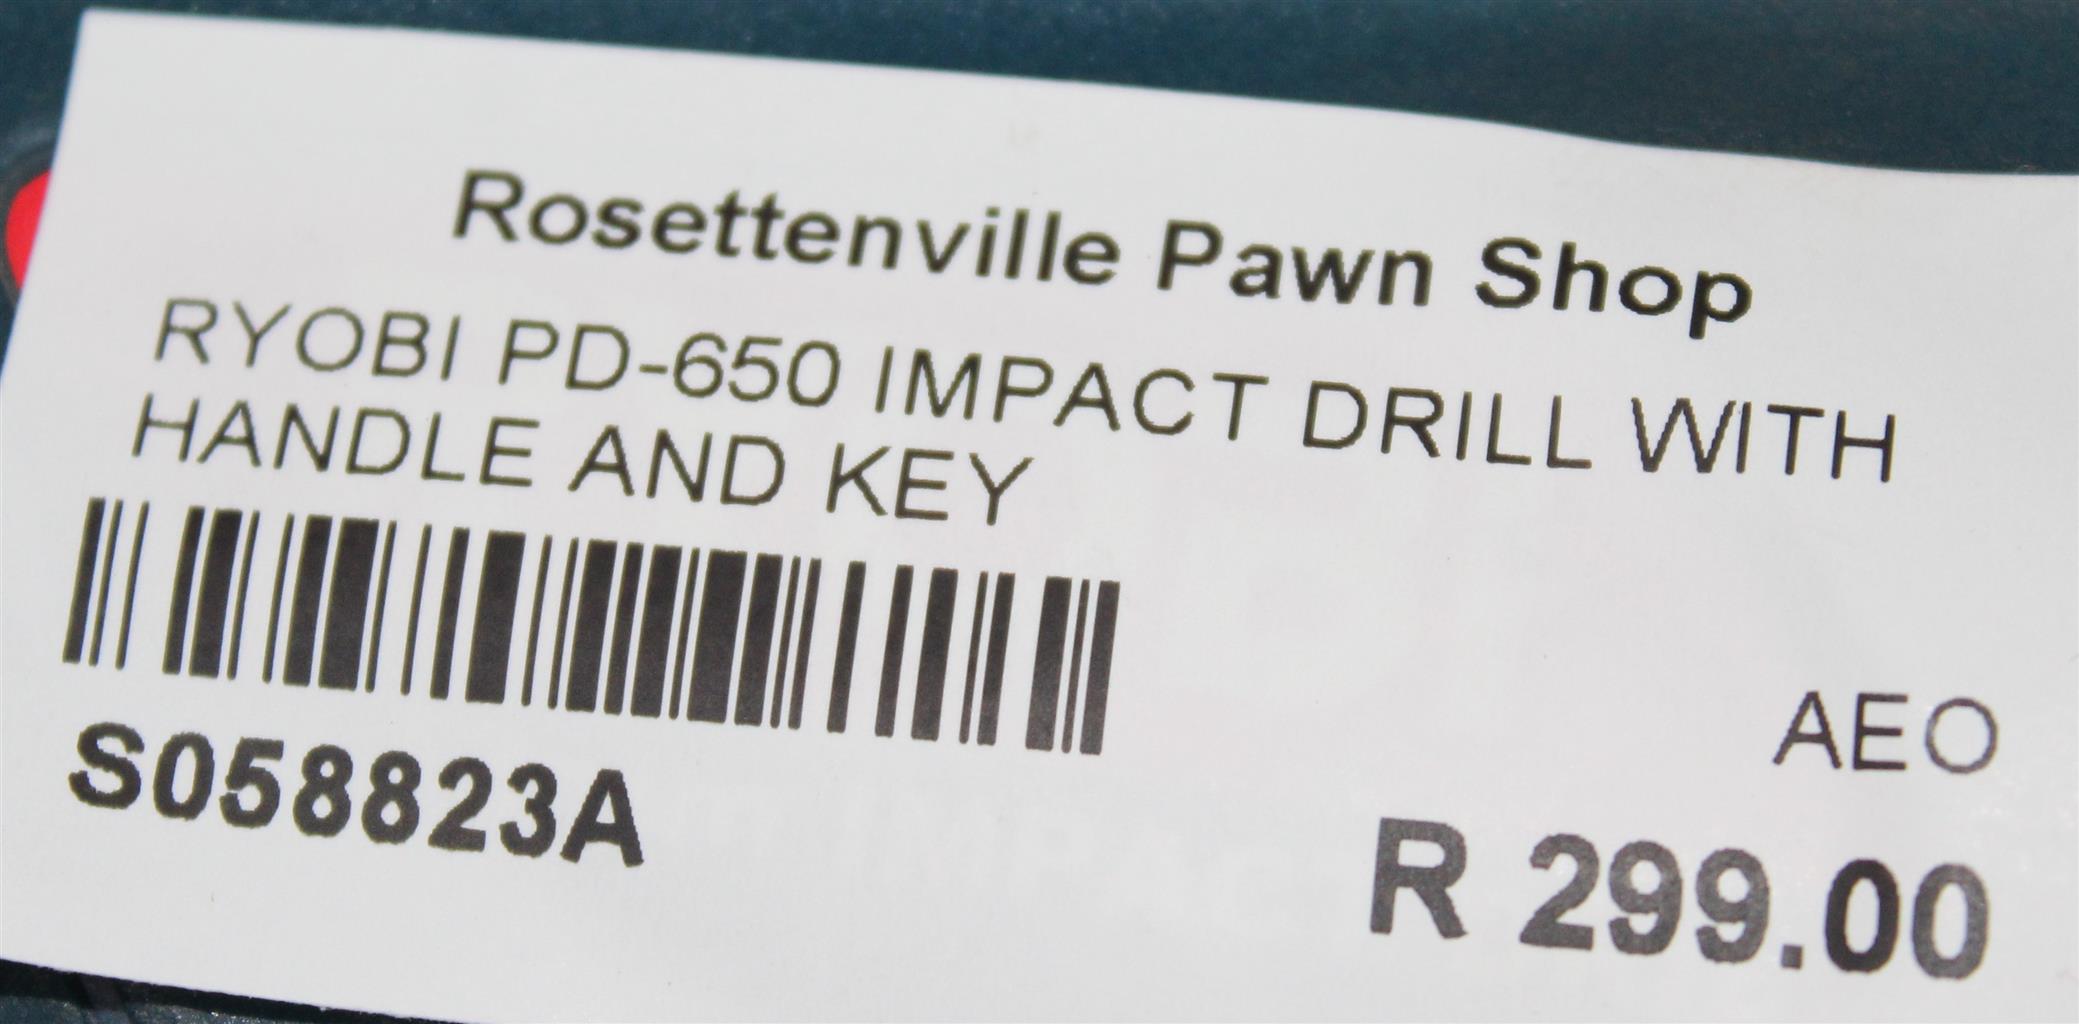 Rosettenville Pawn Shop
RYOBI PD-650 IMPACT DRILL WITH
HANDLE AND KEY
S058823A
AEO
R 299.00